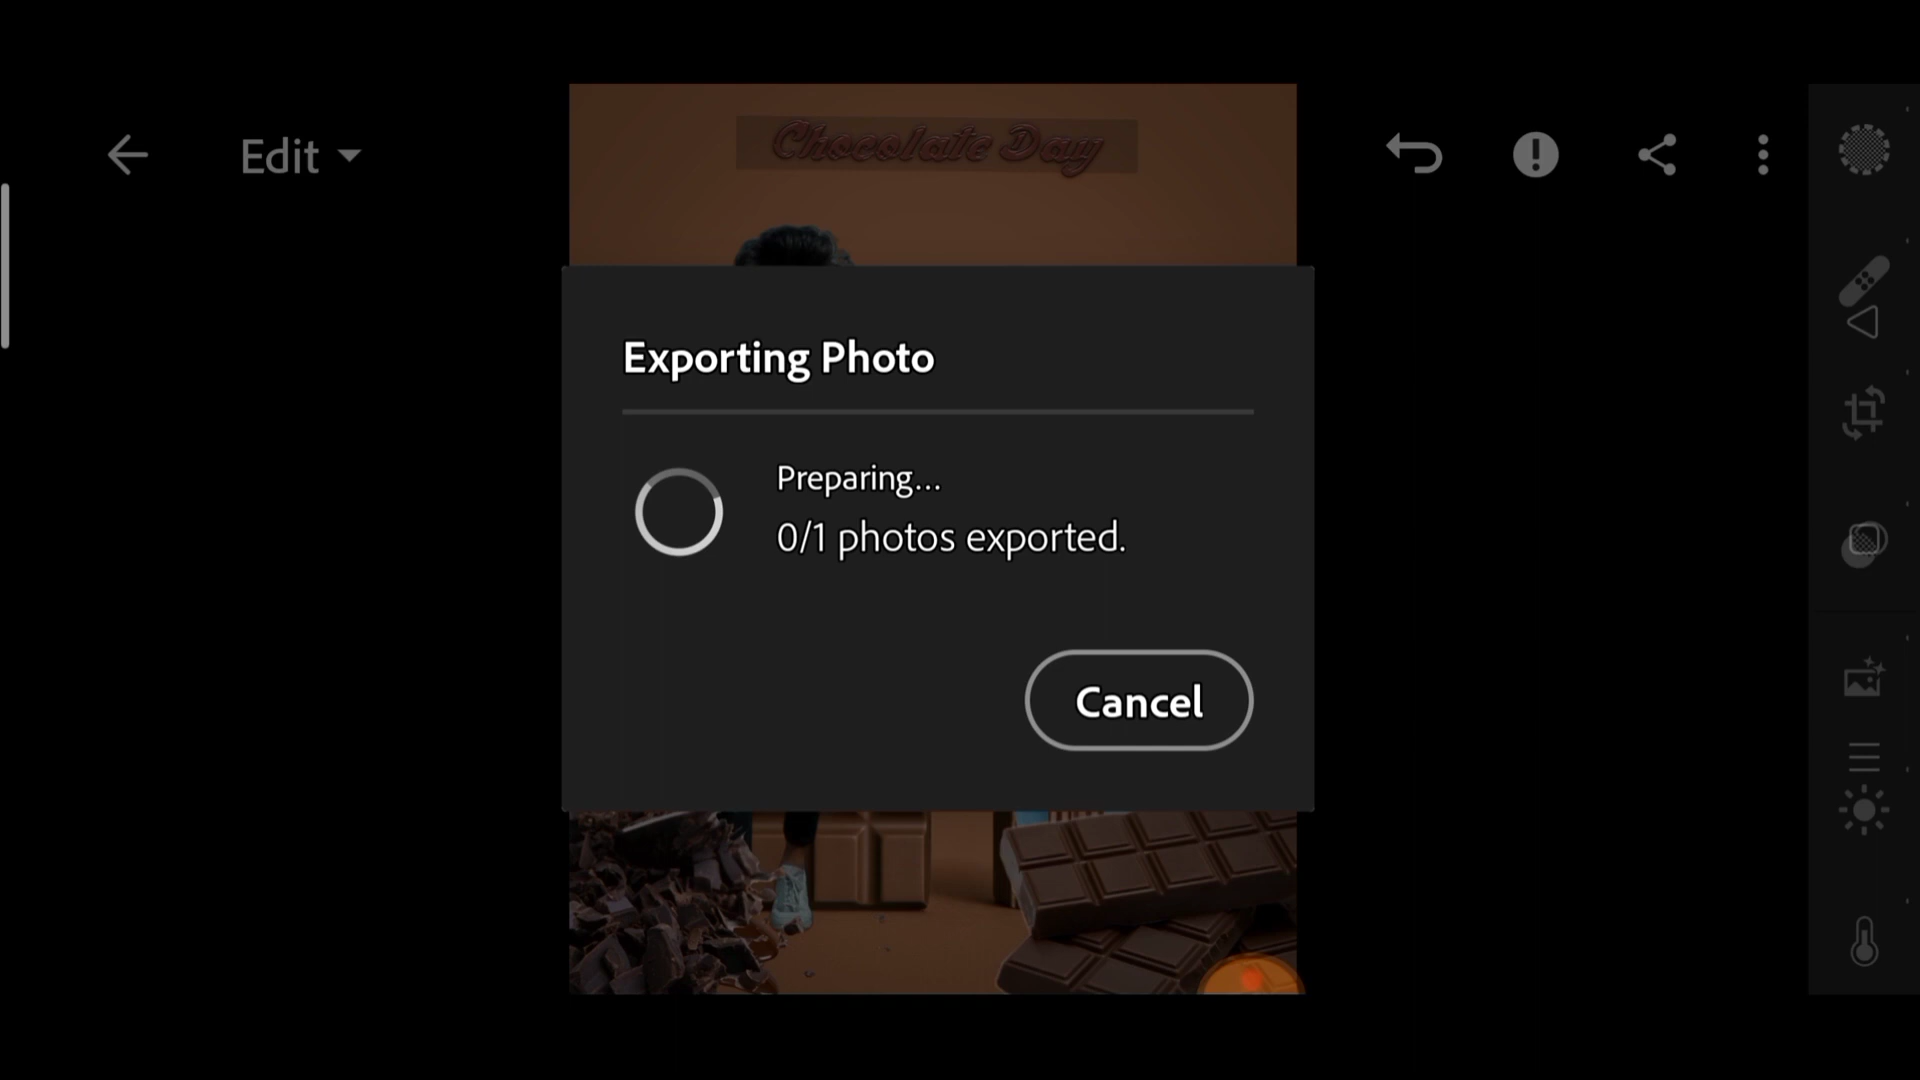 Chocolate Day
Edit
Exporting Photo
Preparing...
0/1 photos exported.
Cancel